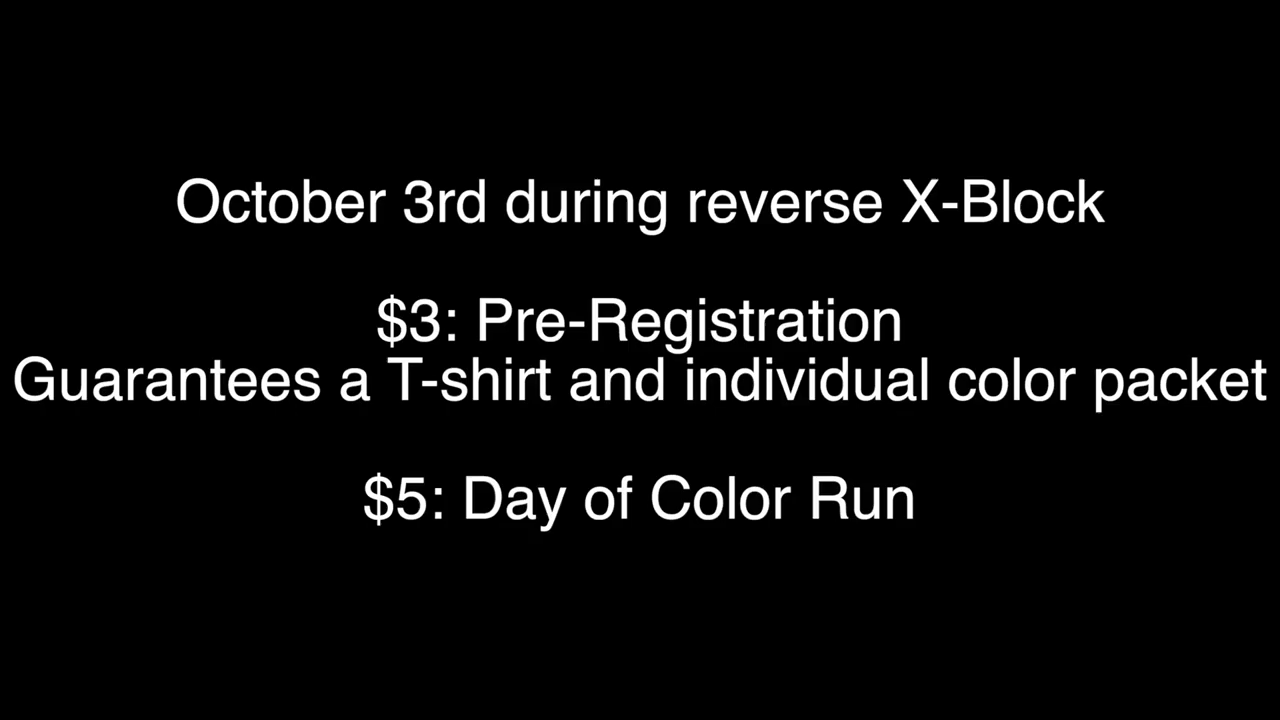 October 3rd during reverse X-Block
$3: Pre-Registration
Guarantees a T-shirt and individual color packet
$5: Day of Color Run